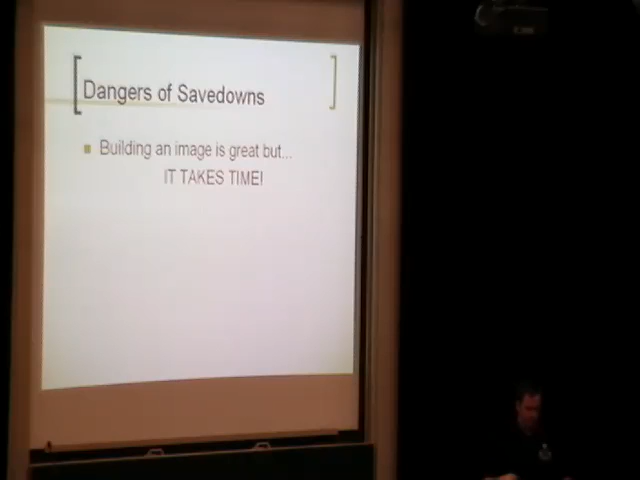 Dangers of Savedowns
Building an image is great but...
IT TAKES TIME!